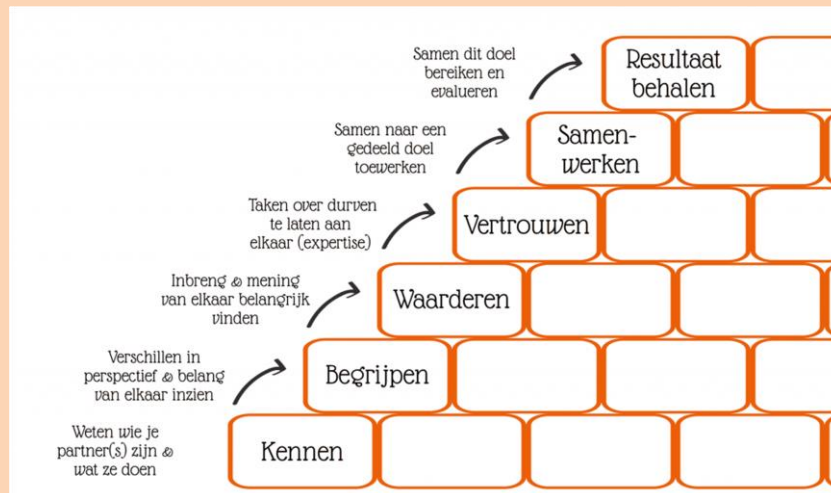 Samen dit doel
bereiken en
evalueren
Resultaat
behalen
Samen naar een
gedeeld doel
toewerken
Samen-
werken
Taken over durven
te laten aan
elkaar (expertise)
Vertrouwen
Inbreng & mening
van elkaar belangrijk
vinden
Waarderen
Verschillen in
perspectief & belang
van elkaar inzien
Begrijpen
Weten wie je
partner(s) zijn &
wat ze doen
Kennen